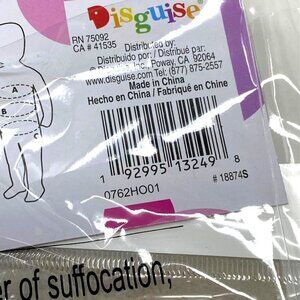 Disguise
RN 75092
CA # 41535
Distributed by:
Distribuido por: / Distribué par:
Inc., Poway, CA 92064
www.disguise.com Tel: (877) 875-2557
Made in China
Hecho en China / Fabriqué en Chine
A
B
1 92995 13249 8
0762HO01
# 18874S
er of suffocation,